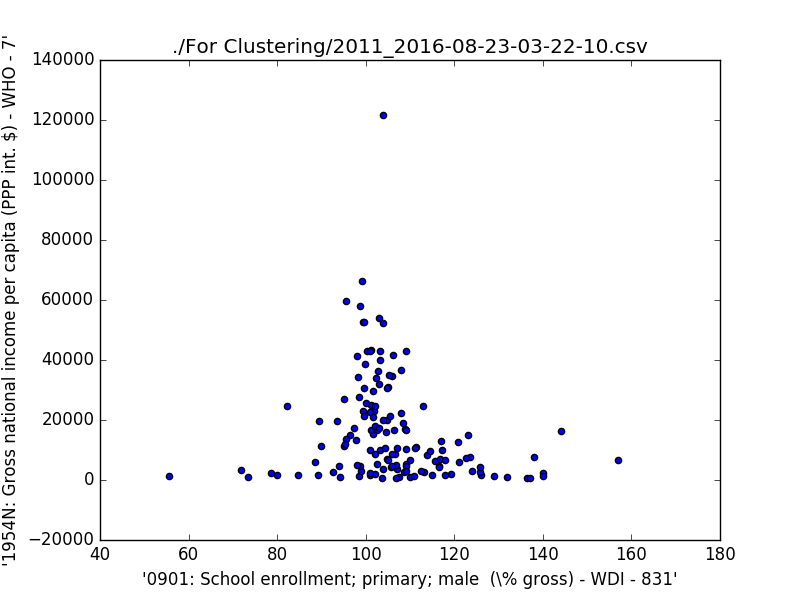 ./For Clustering/2011_2016-08-23-03-22-10.csv
'1954N: Gross national income per capita (PPP int. $) - WHO - 7'
140000
120000
100000
80000
60000
40000
20000
0
−20000
40 60 80 100 120 140 160 180
'0901: School enrollment; primary; male  (\% gross) - WDI - 831'